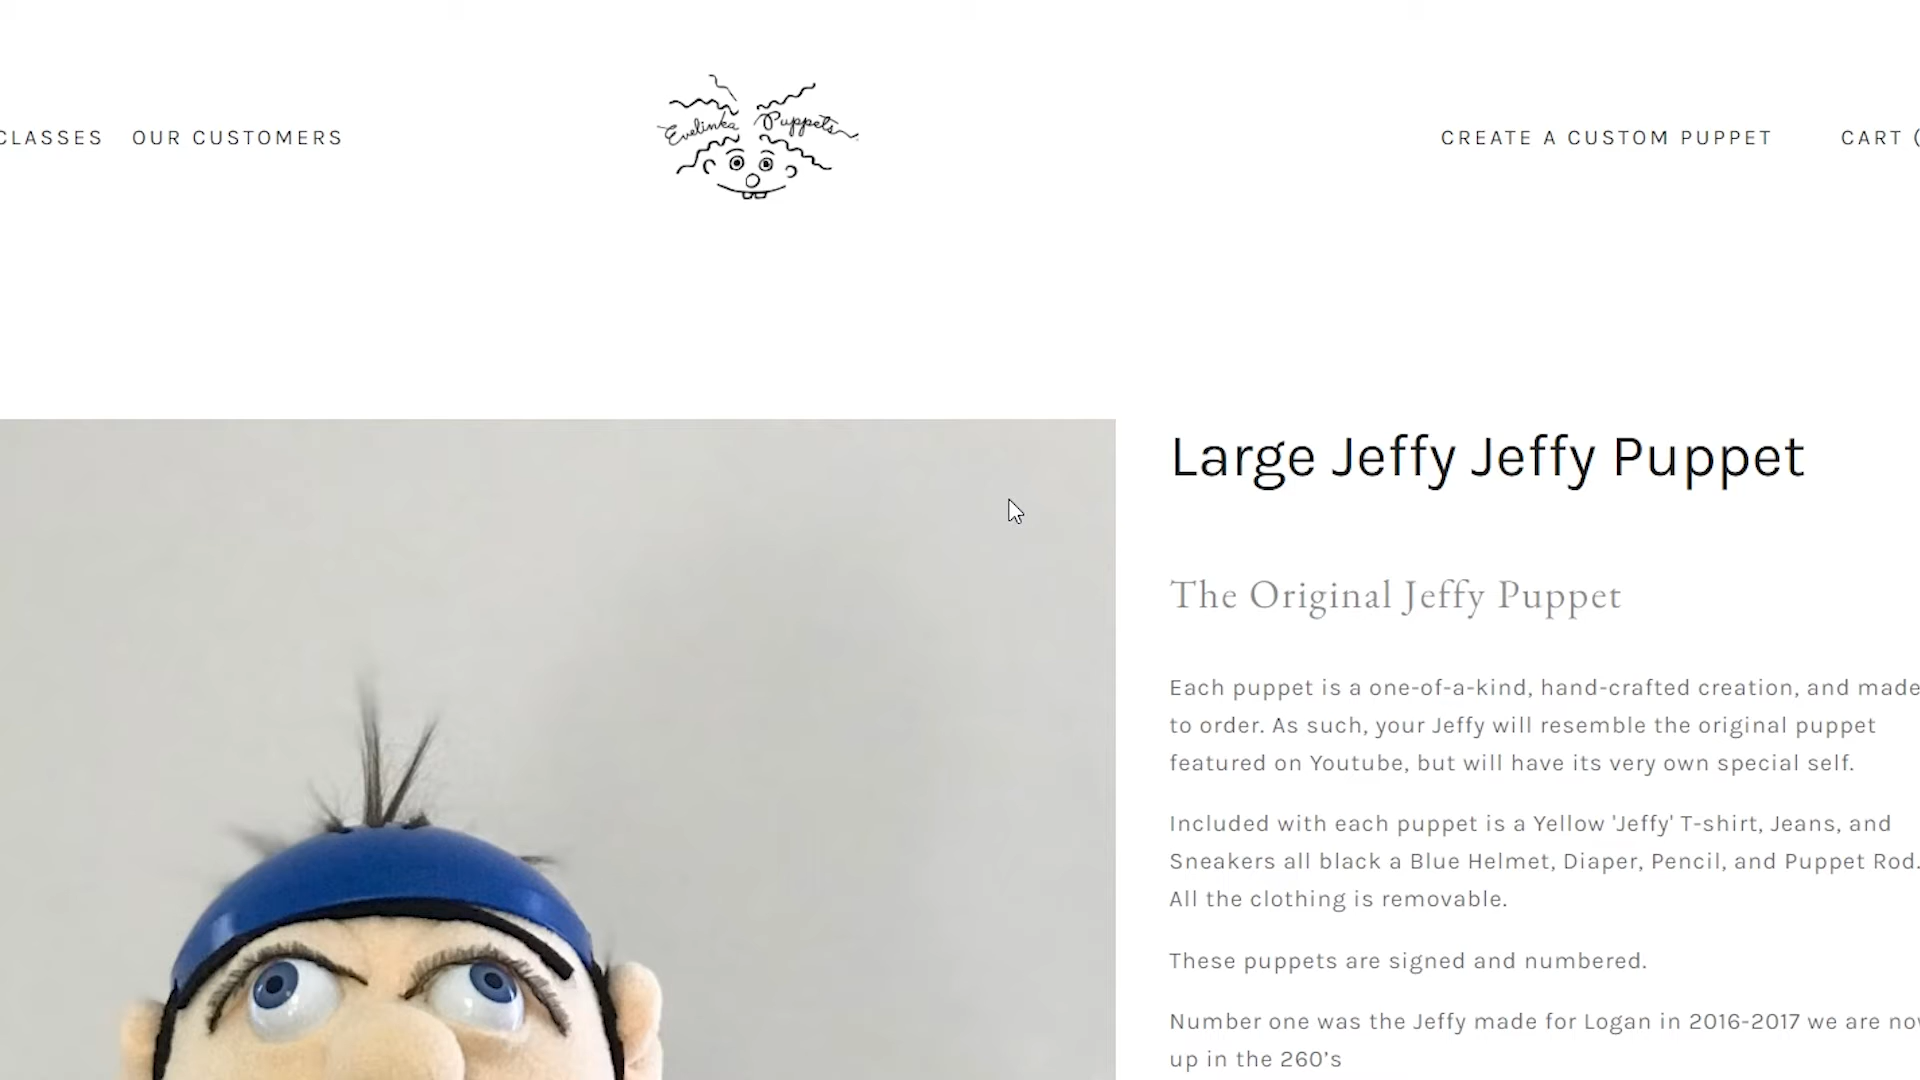 CLASSES
OUR CUSTOMERS
Evelinka Puppets
CREATE A CUSTOM PUPPET
CART (
Large Jeffy Jeffy Puppet
The Original Jeffy Puppet
Each puppet is a one-of-a-kind, hand-crafted creation, and made
to order. As such, your Jeffy will resemble the original puppet
featured on Youtube, but will have its very own special self.
Included with each puppet is a Yellow 'Jeffy' T-shirt, Jeans, and
Sneakers all black a Blue Helmet, Diaper, Pencil, and Puppet Rod.
All the clothing is removable.
These puppets are signed and numbered.
Number one was the Jeffy made for Logan in 2016-2017 we are now
up in the 260’s